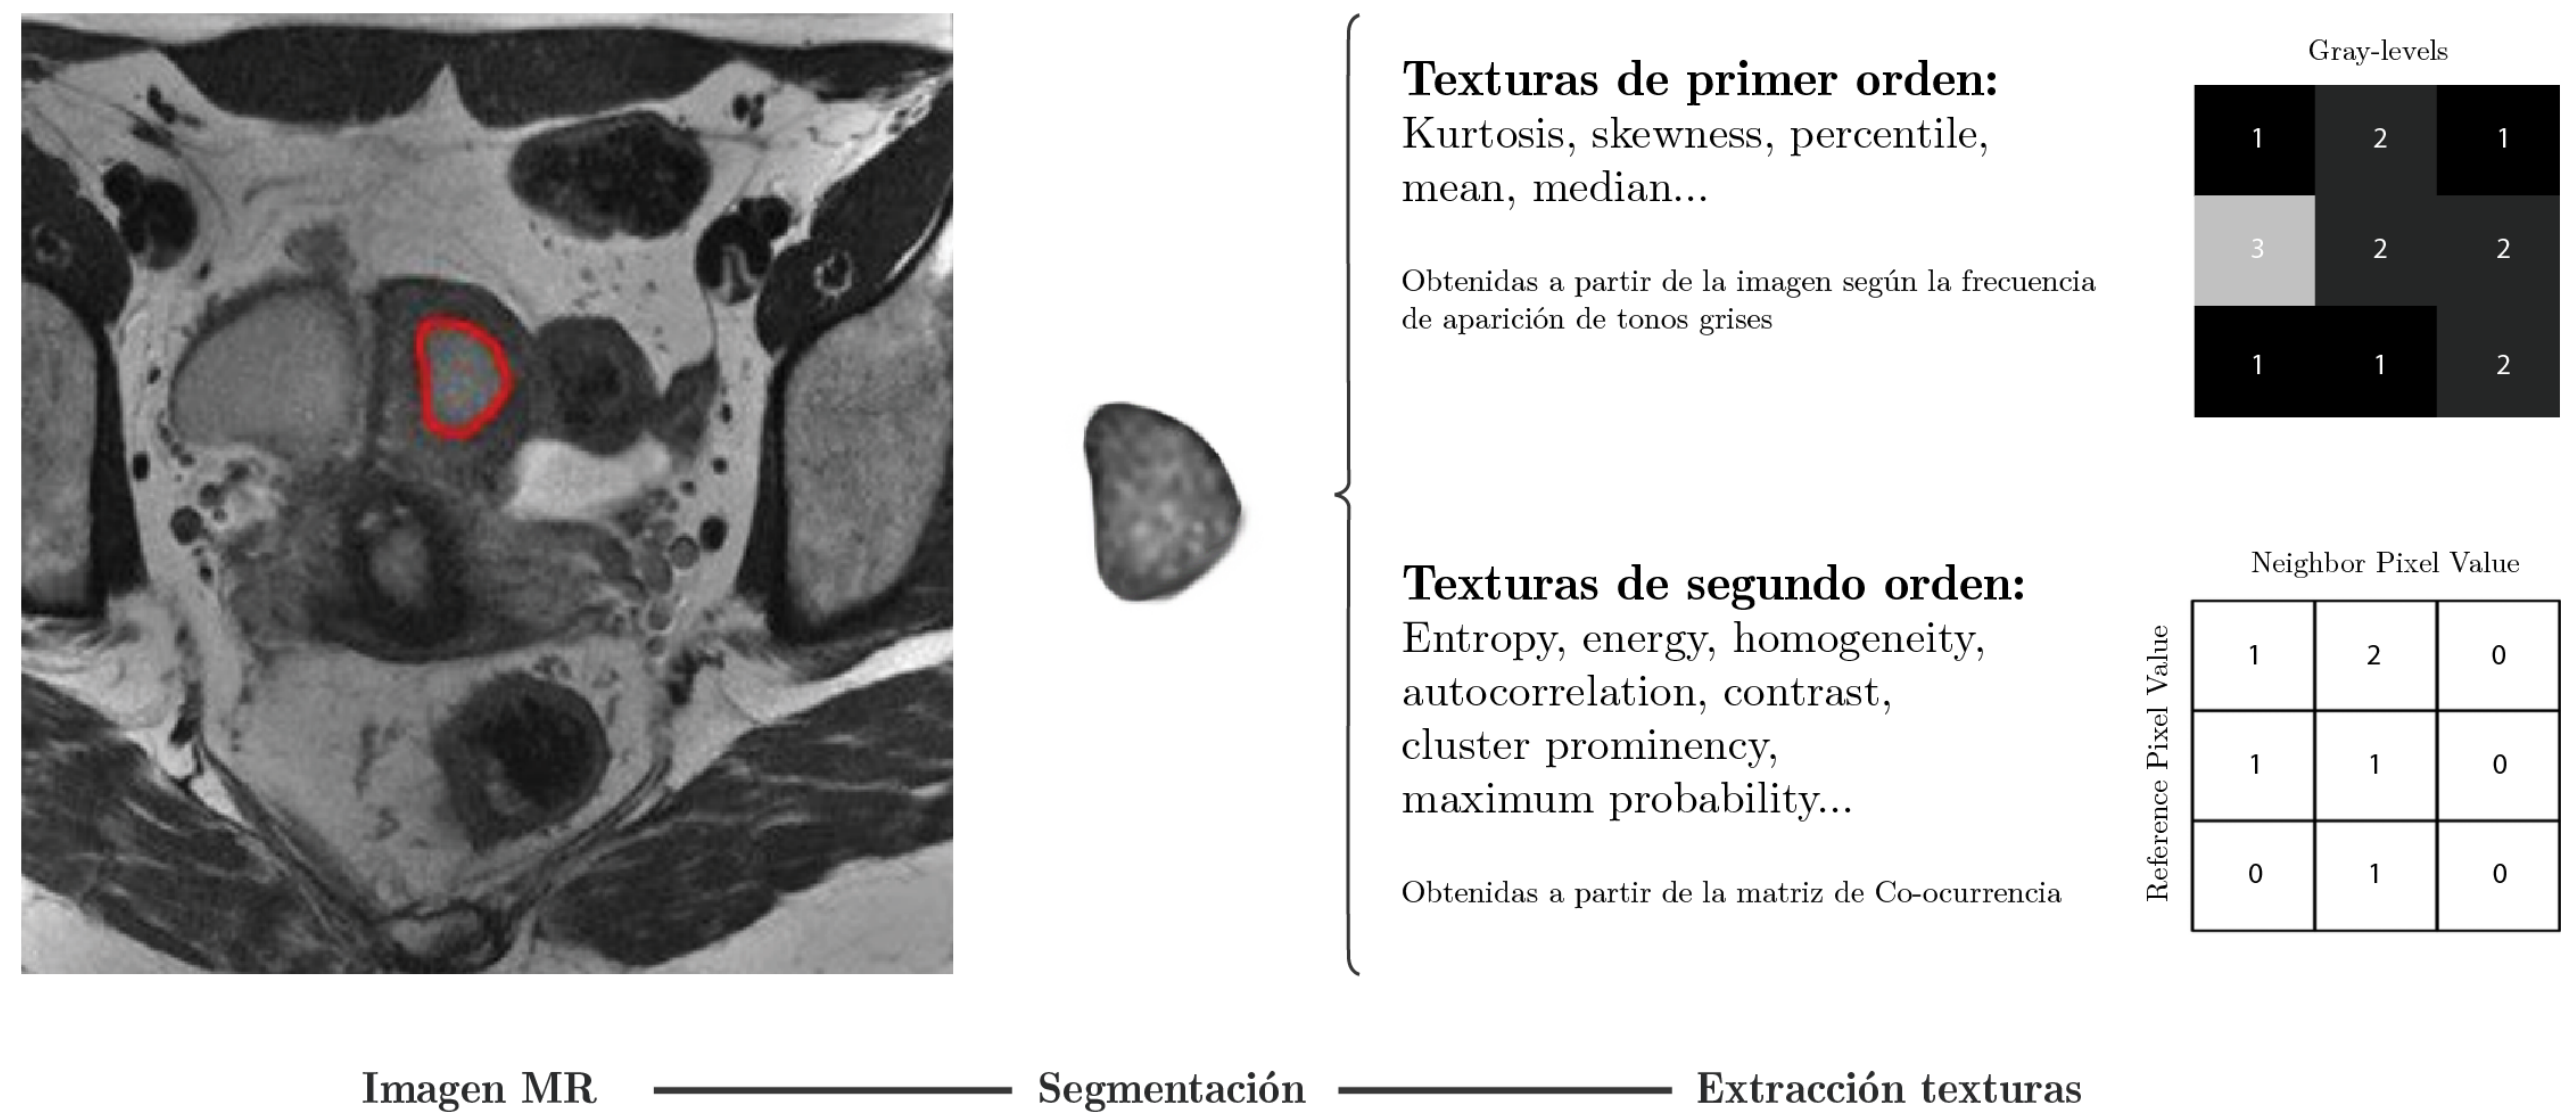 Texturas de primer orden:
Kurtosis, skewness, percentile,
mean, median...
Obtenidas a partir de la imagen según la frecuencia
de aparición de tonos grises
Gray-levels
1 2 1
3 2 2
1 1 2
Texturas de segundo orden:
Entropy, energy, homogeneity,
autocorrelation, contrast,
cluster prominency,
maximum probability...
Obtenidas a partir de la matriz de Co-ocurrencia
Neighbor Pixel Value
Reference Pixel Value
1 2 0
1 1 0
0 1 0
Imagen MR
Segmentación
Extracción texturas